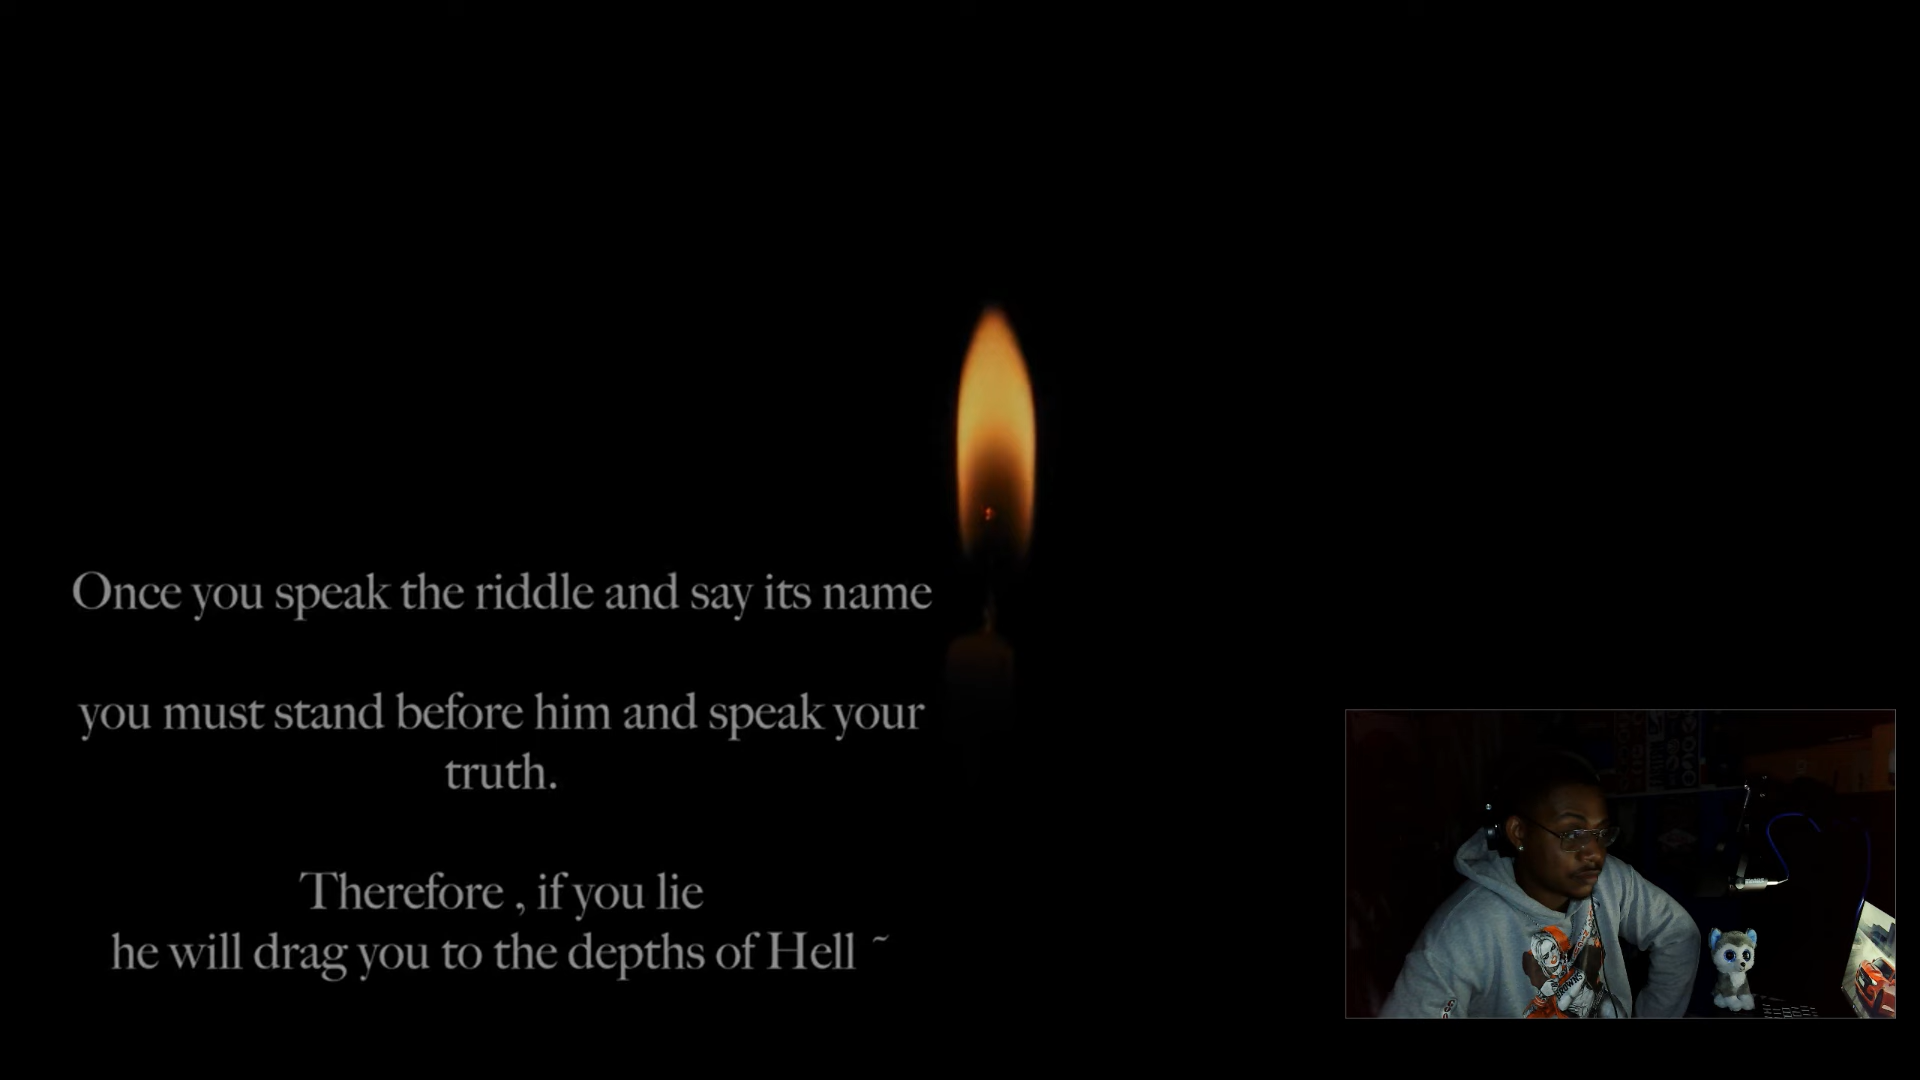 Once you speak the riddle and say its name
you must stand before him and speak your
truth.
Therefore , if you lie
he will drag you to the depths of Hell ~
BROWNS